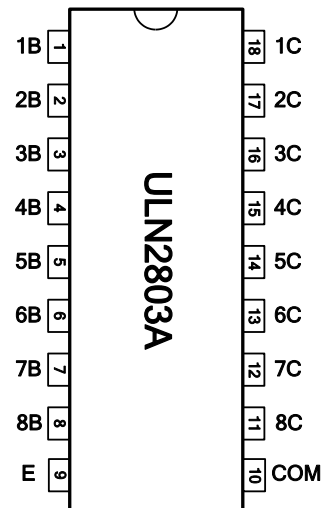 1B 1 18 1C
2B 2 17 2C
3B 3 16 3C
4B 4 15 4C
5B 5 14 5C
6B 6 13 6C
7B 7 12 7C
8B 8 11 8C
E 9 10 COM
ULN2803A